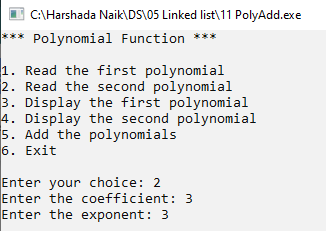 C:\Harshada Naik\DS\05 Linked list\11 PolyAdd.exe
*** Polynomial Function ***
1. Read the first polynomial
2. Read the second polynomial
3. Display the first polynomial
4. Display the second polynomial
5. Add the polynomials
6. Exit
Enter your choice: 2
Enter the coefficient: 3
Enter the exponent: 3